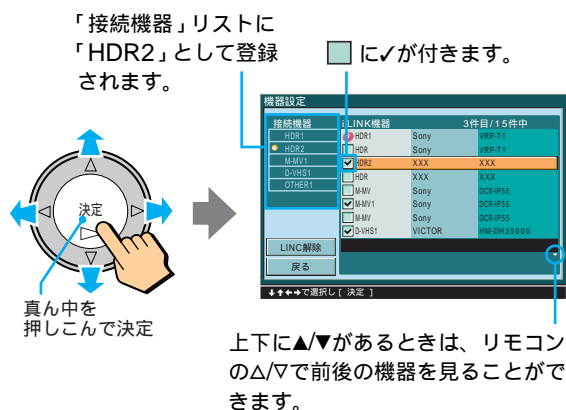 「接続機器」リストに
「HDR2」として登録
されます。
□に✓が付きます。
機器設定
接続機器
HDR1
HDR2
M-MV1
D-VHS1
OTHER1
LINC解除
戻る
i.LINK機器 3件目/15件中
HDR1 Sony VRP-T1
HDR Sony VRP-T1
HDR2 XXX XXX
HDR XXX XXX
M-MV Sony DCR-IP55
M-MV1 Sony DCR-IP55
M-MV Sony DCR-IP55
D-VHS1 VICTOR HM-DH35000
↓↑←→で選択し[ 決定 ]
決定
真ん中を
押しこんで決定
上下に▲/▼があるときは、リモコン
の△/▽で前後の機器を見ることがで
きます。